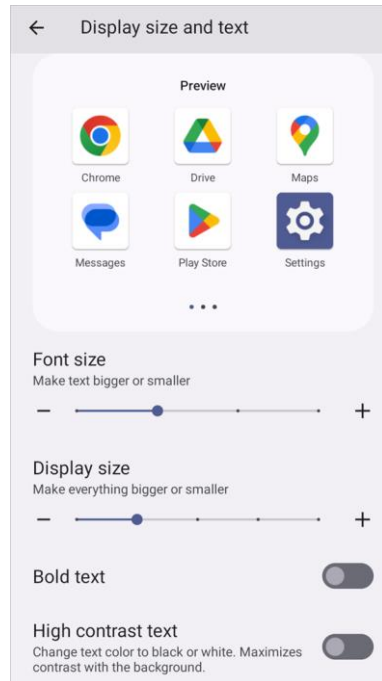 Display size and text
Preview
Chrome Drive Maps
Messages Play Store Settings
Font size
Make text bigger or smaller
Display size
Make everything bigger or smaller
Bold text
High contrast text
Change text color to black or white. Maximizes
contrast with the background.